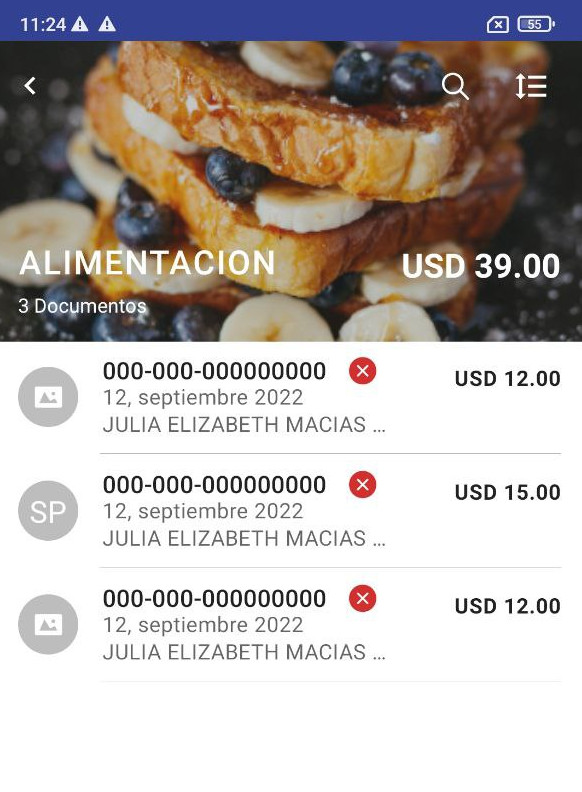 11:24
55
ALIMENTACION
USD 39.00
3 Documentos
000-000-000000000
USD 12.00
12, septiembre 2022
JULIA ELIZABETH MACIAS ...
000-000-000000000
SP
USD 15.00
12, septiembre 2022
JULIA ELIZABETH MACIAS ...
000-000-000000000
USD 12.00
12, septiembre 2022
JULIA ELIZABETH MACIAS ...